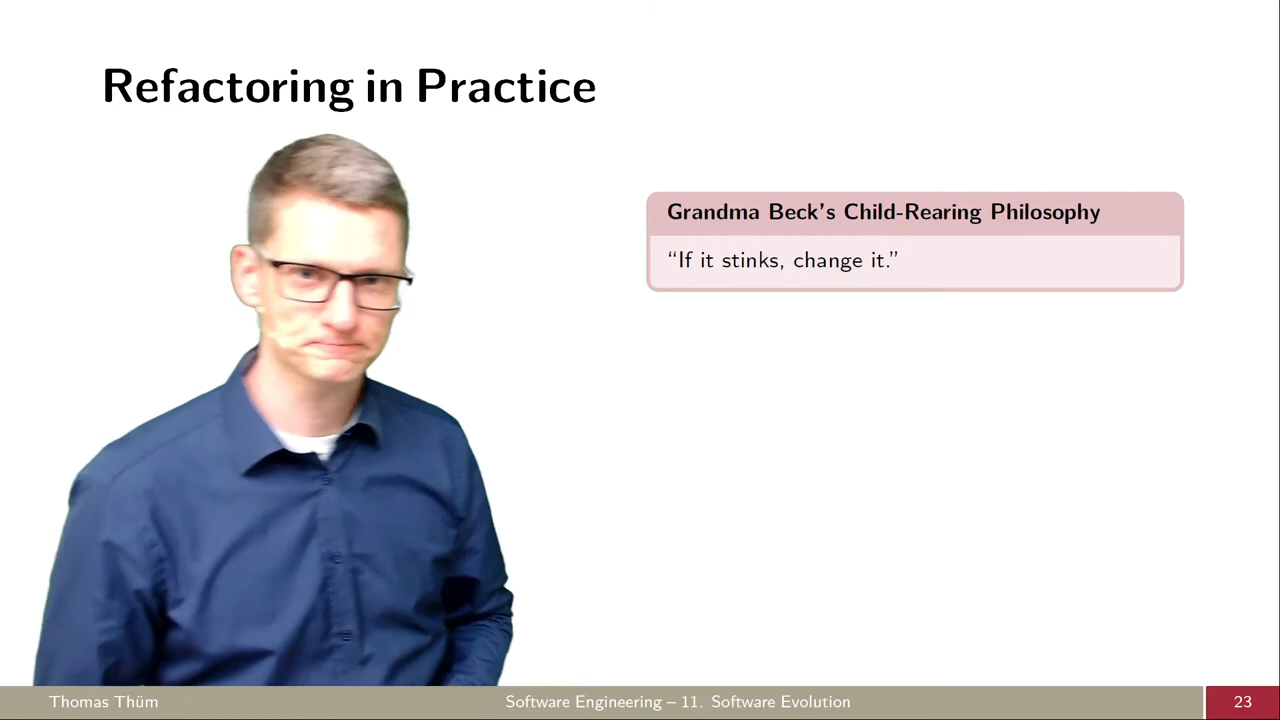 Refactoring in Practice
Grandma Beck's Child-Rearing Philosophy
“If it stinks, change it.”
Thomas Thüm
Software Engineering – 11. Software Evolution
23